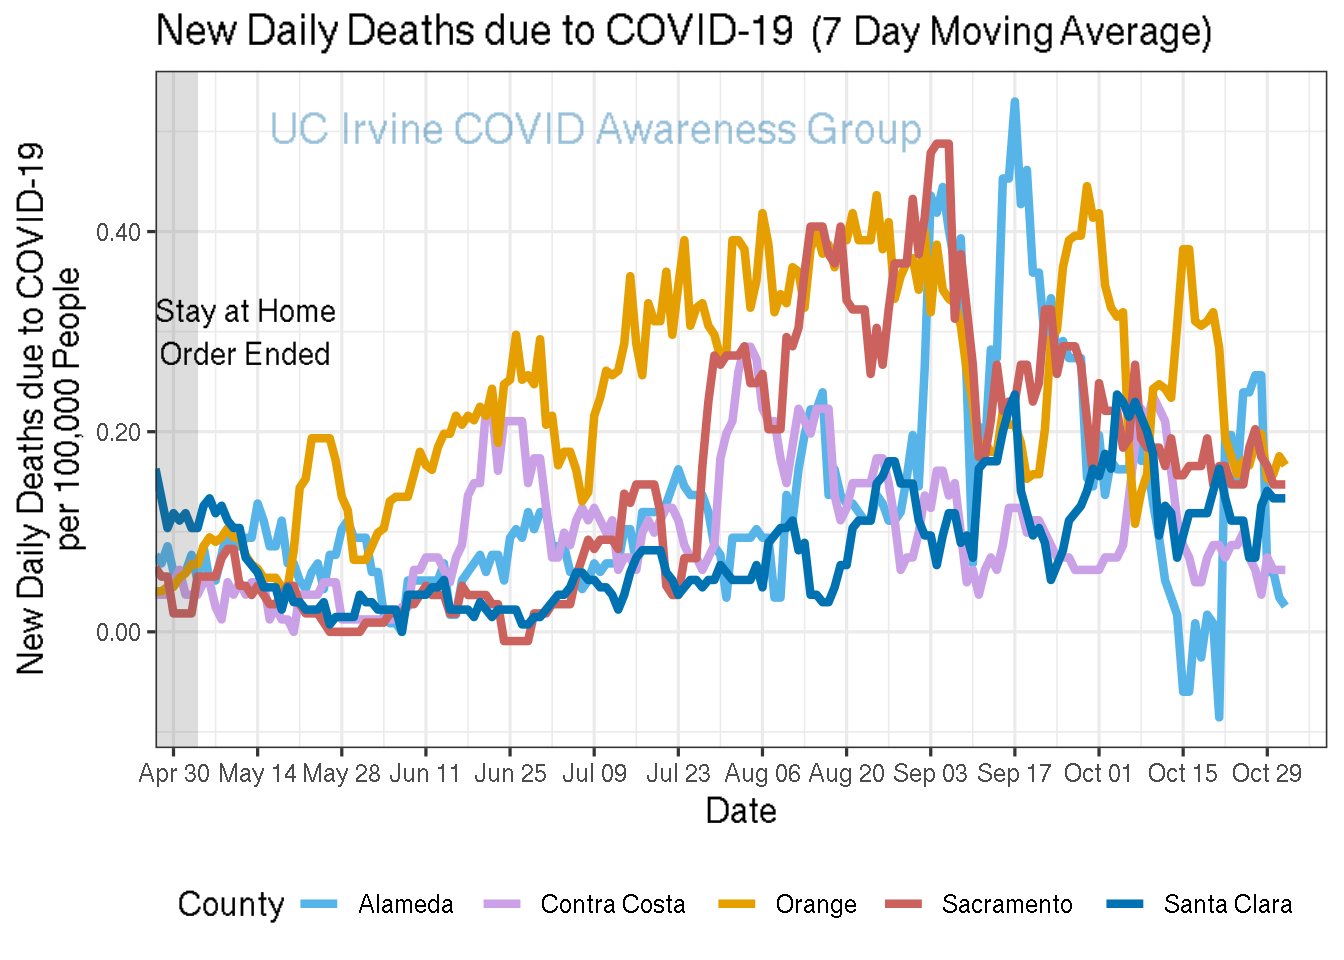 New Daily Deaths due to COVID-19 (7 Day Moving Average)
UC Irvine COVID Awareness Group
New Daily Deaths due to COVID-19
per 100,000 People
0.40
0.20
0.00
Stay at Home
Order Ended
Apr 30 May 14 May 28 Jun 11 Jun 25 Jul 09 Jul 23 Aug 06 Aug 20 Sep 03 Sep 17 Oct 01 Oct 15 Oct 29
Date
County Alameda Contra Costa Orange Sacramento Santa Clara